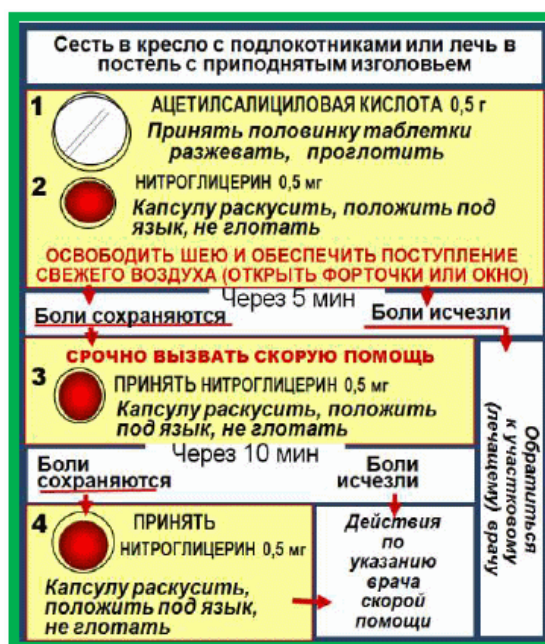 Сесть в кресло с подлокотниками или лечь в
постель с приподнятым изголовьем
1 АЦЕТИЛСАЛИЦИЛОВАЯ КИСЛОТА 0,5 г
Принять половинку таблетки
разжевать, проглотить
2 НИТРОГЛИЦЕРИН 0,5 мг
Капсулу раскусить, положить под
язык, не глотать
ОСВОБОДИТЬ ШЕЮ И ОБЕСПЕЧИТЬ ПОСТУПЛЕНИЕ
СВЕЖЕГО ВОЗДУХА (ОТКРЫТЬ ФОРТОЧКИ ИЛИ ОКНО)
Через 5 мин
Боли сохраняются
Боли исчезли
СРОЧНО ВЫЗВАТЬ СКОРУЮ ПОМОЩЬ
3 ПРИНЯТЬ НИТРОГЛИЦЕРИН 0,5 мг
Капсулу раскусить, положить
под язык, не глотать
Через 10 мин
Боли
сохраняются
Боли
исчезли
4 ПРИНЯТЬ
НИТРОГЛИЦЕРИН 0,5 мг
Капсулу раскусить,
положить под язык,
не глотать
Действия
по
указанию
врача
скорой
помощи
Обратиться
к участковому
(лечащему) врачу